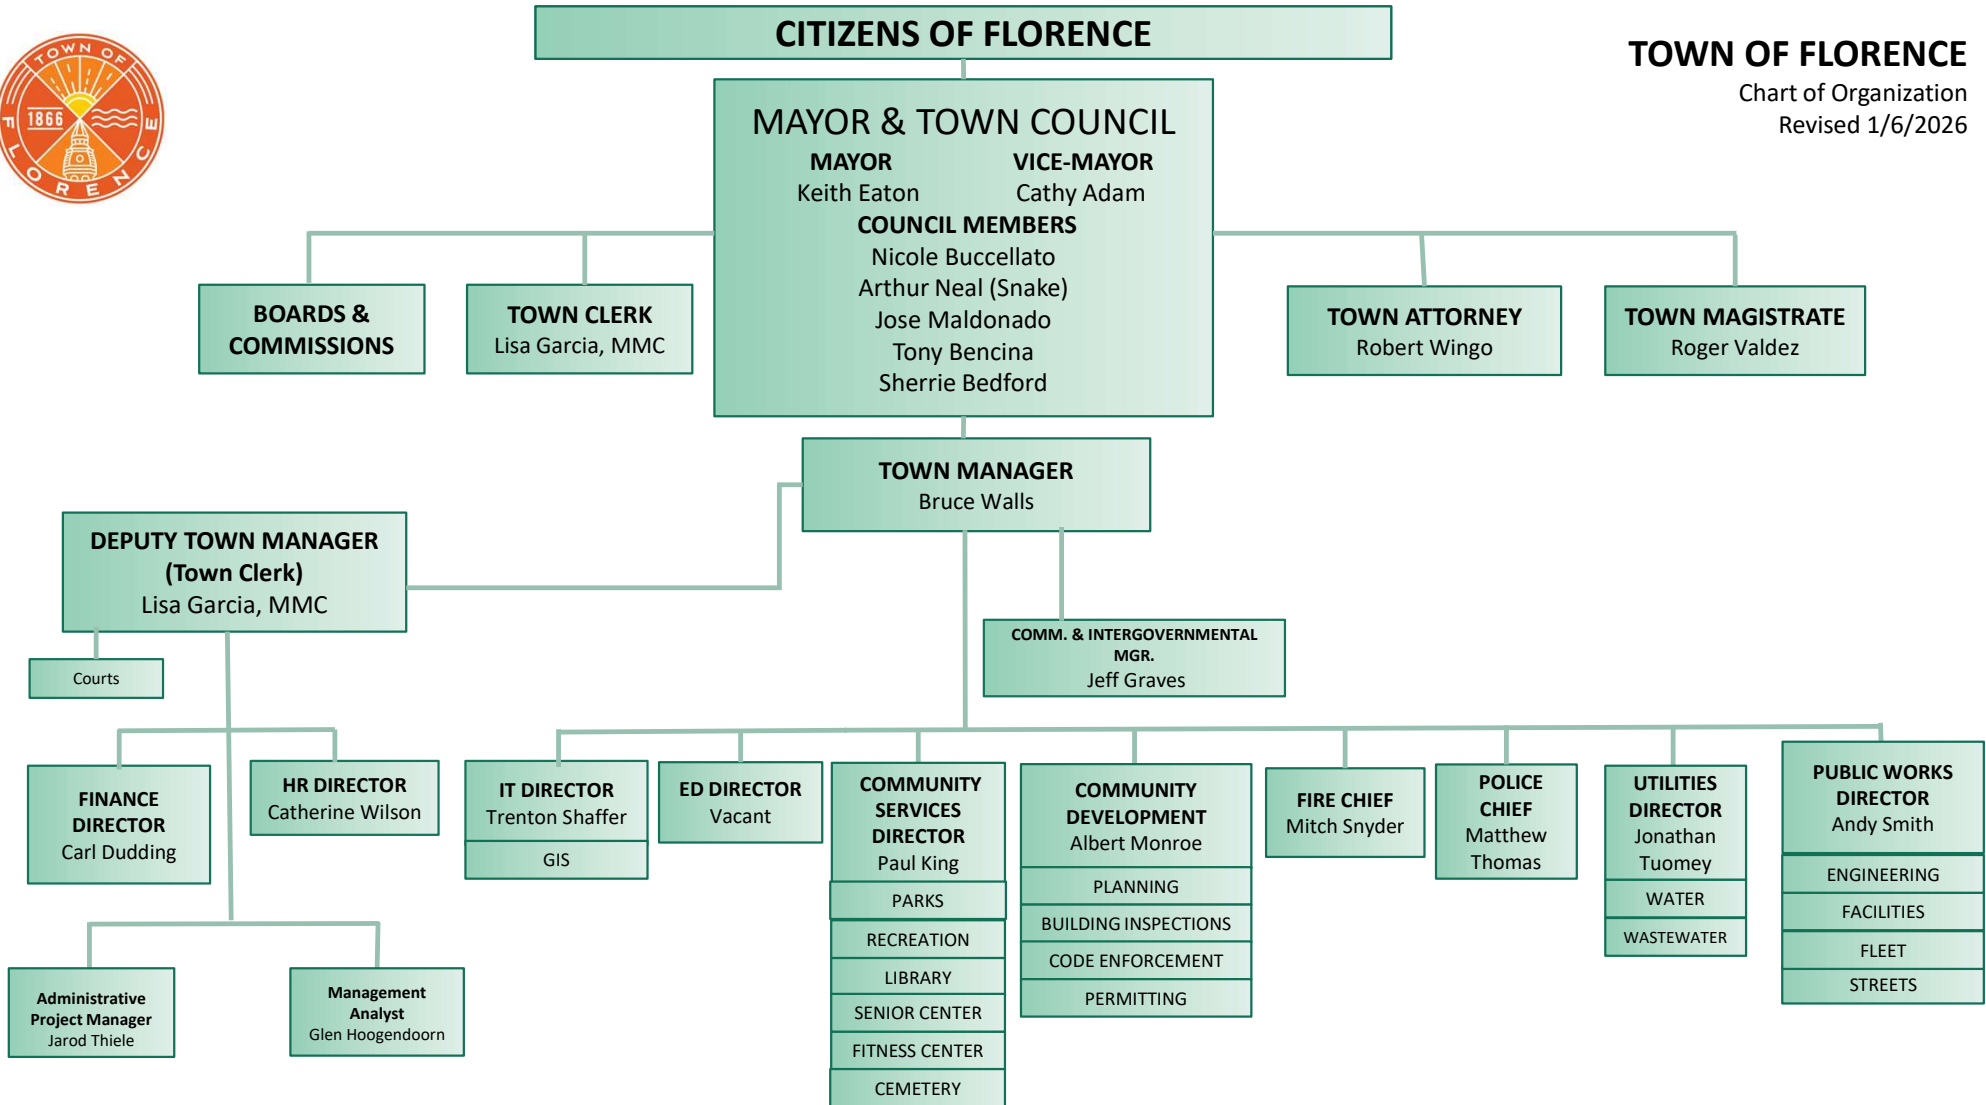 CITIZENS OF FLORENCE
TOWN OF FLORENCE
Chart of Organization
Revised 1/6/2026
TOWN OF
FLORENCE
1866
MAYOR & TOWN COUNCIL
MAYOR
Keith Eaton
VICE-MAYOR
Cathy Adam
COUNCIL MEMBERS
Nicole Buccellato
Arthur Neal (Snake)
Jose Maldonado
Tony Bencina
Sherrie Bedford
BOARDS &
COMMISSIONS
TOWN CLERK
Lisa Garcia, MMC
TOWN ATTORNEY
Robert Wingo
TOWN MAGISTRATE
Roger Valdez
TOWN MANAGER
Bruce Walls
DEPUTY TOWN MANAGER
(Town Clerk)
Lisa Garcia, MMC
Courts
COMM. & INTERGOVERNMENTAL
MGR.
Jeff Graves
FINANCE
DIRECTOR
Carl Dudding
HR DIRECTOR
Catherine Wilson
IT DIRECTOR
Trenton Shaffer
GIS
ED DIRECTOR
Vacant
COMMUNITY
SERVICES
DIRECTOR
Paul King
PARKS
RECREATION
LIBRARY
SENIOR CENTER
FITNESS CENTER
CEMETERY
COMMUNITY
DEVELOPMENT
Albert Monroe
PLANNING
BUILDING INSPECTIONS
CODE ENFORCEMENT
PERMITTING
FIRE CHIEF
Mitch Snyder
POLICE
CHIEF
Matthew
Thomas
UTILITIES
DIRECTOR
Jonathan
Tuomey
WATER
WASTEWATER
PUBLIC WORKS
DIRECTOR
Andy Smith
ENGINEERING
FACILITIES
FLEET
STREETS
Administrative
Project Manager
Jarod Thiele
Management
Analyst
Glen Hoogendoorn